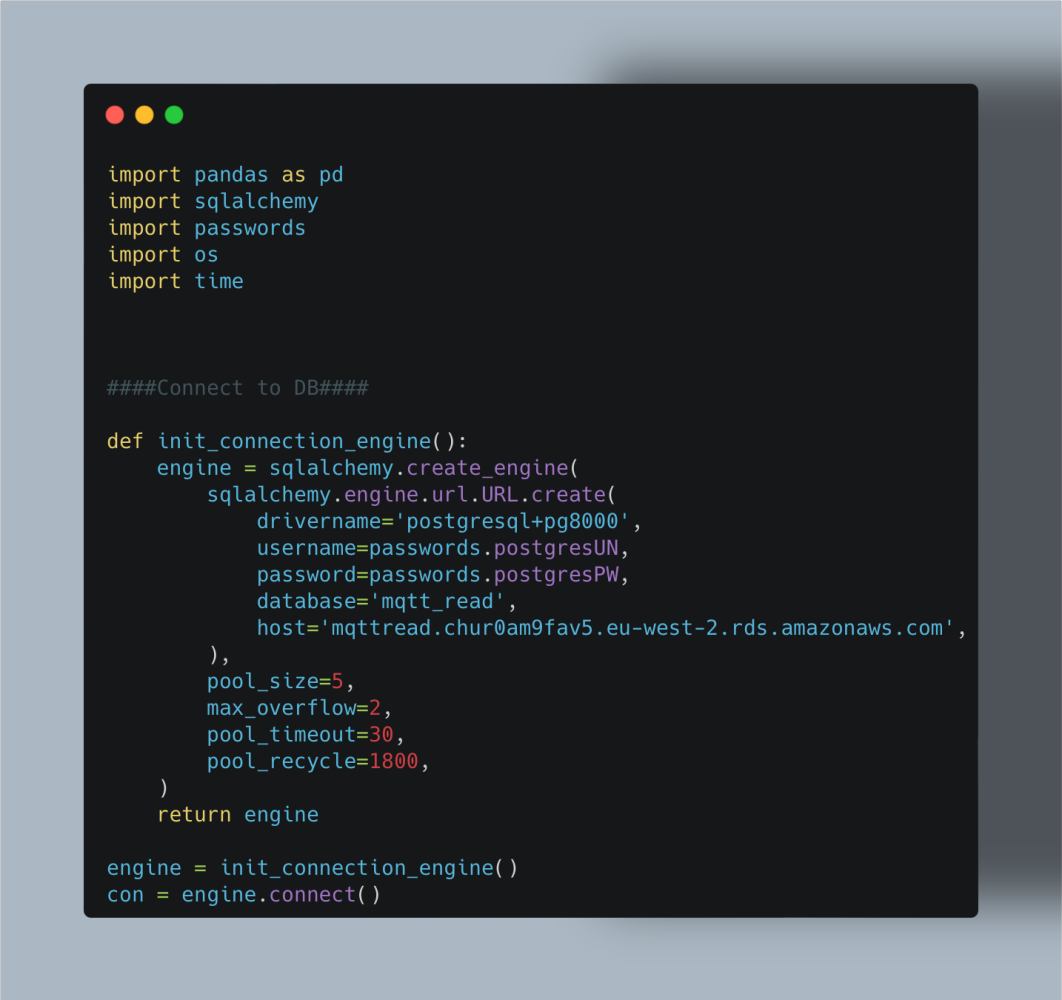 import pandas as pd
import sqlalchemy
import passwords
import os
import time
####Connect to DB####
def init_connection_engine():
    engine = sqlalchemy.create_engine(
        sqlalchemy.engine.url.URL.create(
            drivername='postgresql+pg8000',
            username=passwords.postgresUN,
            password=passwords.postgresPW,
            database='mqtt_read',
            host='mqttread.chur0am9fav5.eu-west-2.rds.amazonaws.com',
        ),
        pool_size=5,
        max_overflow=2,
        pool_timeout=30,
        pool_recycle=1800,
    )
    return engine
engine = init_connection_engine()
con = engine.connect()